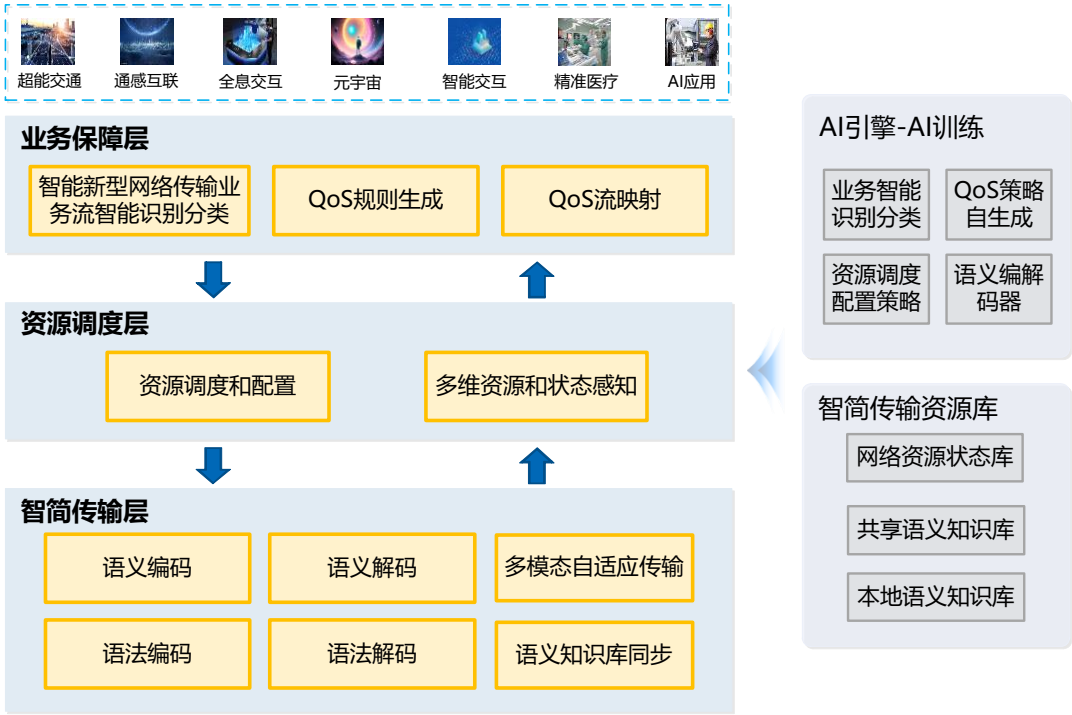 超能交通
通感互联
全息交互
元宇宙
智能交互
精准医疗
AI应用
业务保障层
智能新型网络传输业
务流智能识别分类
QoS规则生成
QoS流映射
资源调度层
资源调度和配置
多维资源和状态感知
智简传输层
语义编码
语义解码
多模态自适应传输
语法编码
语法解码
语义知识库同步
AI引擎-AI训练
业务智能
识别分类
QoS策略
自生成
资源调度
配置策略
语义编解
码器
智简传输资源库
网络资源状态库
共享语义知识库
本地语义知识库